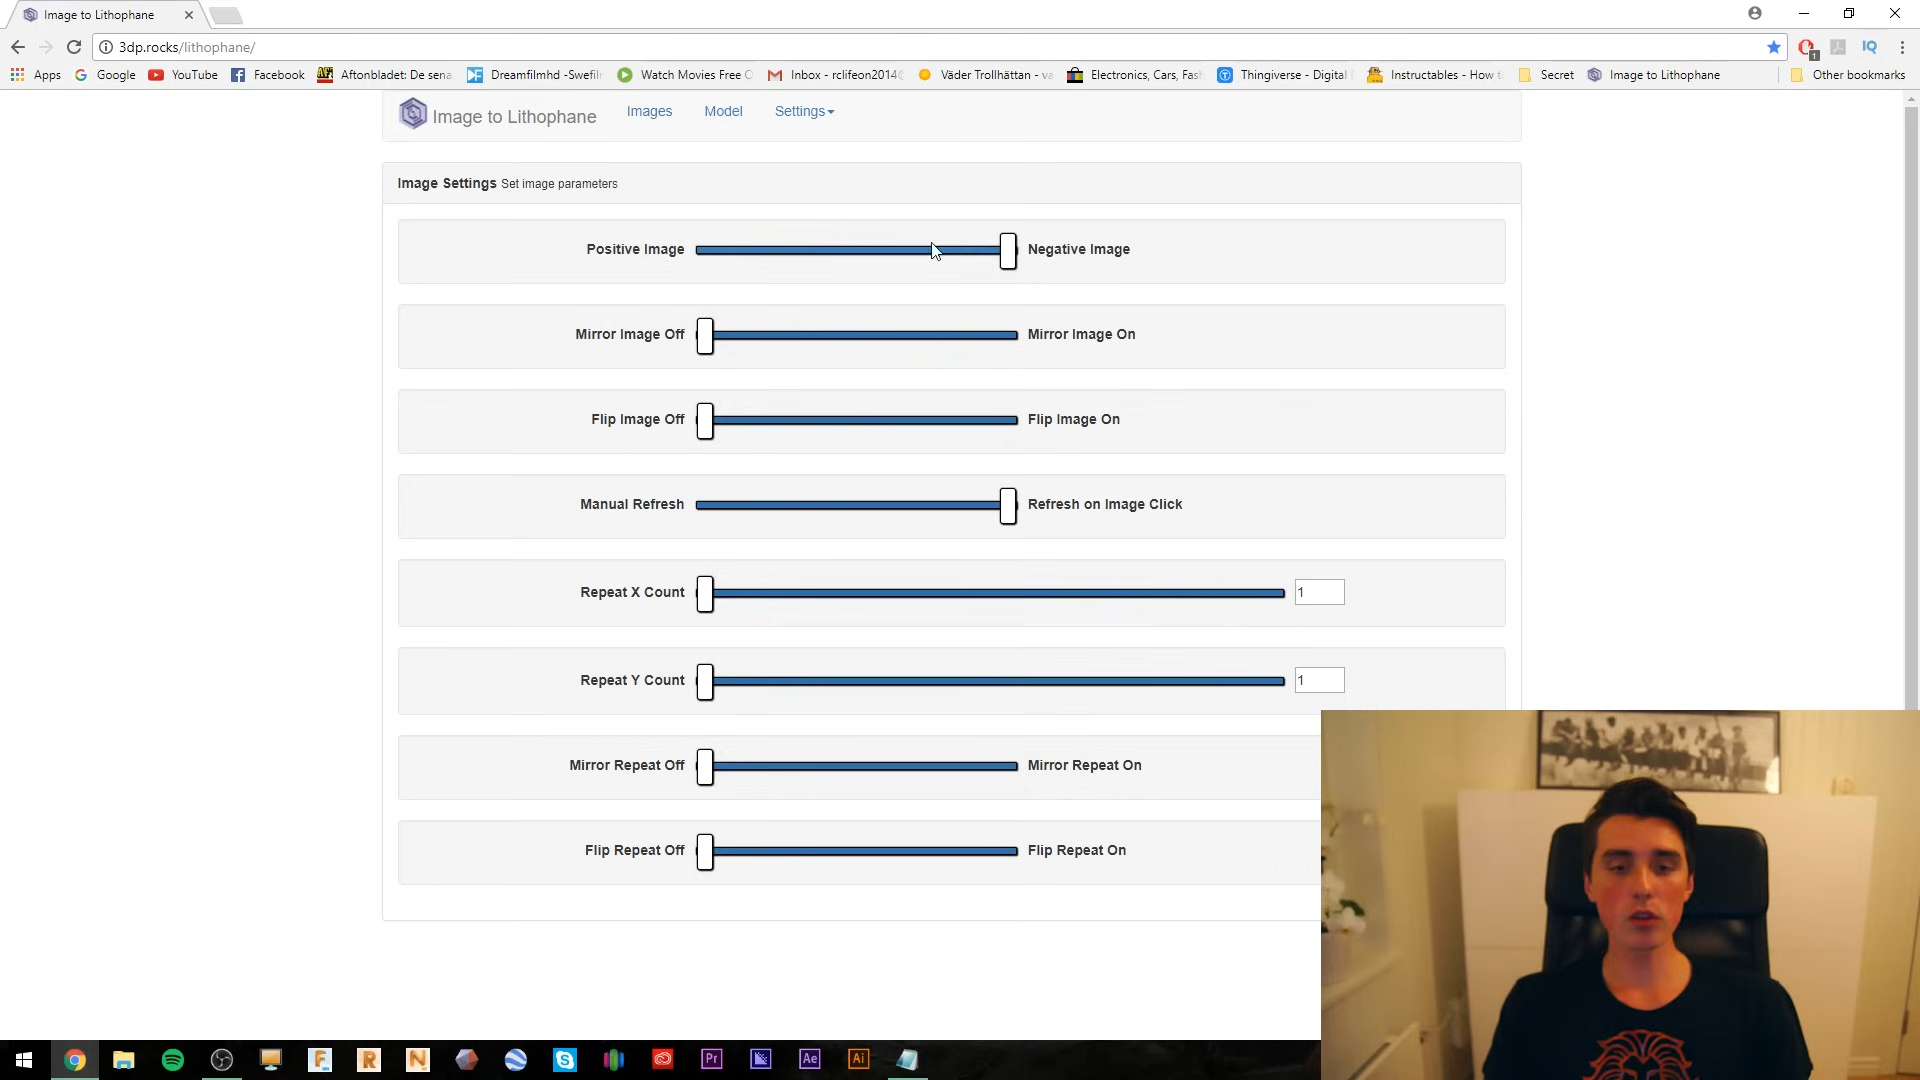 Image to Lithophane
3dp.rocks/lithophane/
Apps Google YouTube Facebook Aftonbladet: De sena Dreamfilmhd -Swefil Watch Movies Free Inbox - rclifeon2014 Väder Trollhättan - Electronics, Cars, Fas Thingiverse - Digital Instructables - How t Secret Image to Lithophane Other bookmarks
Image to Lithophane Images Model Settings
Image Settings Set image parameters
Positive Image Negative Image
Mirror Image Off Mirror Image On
Flip Image Off Flip Image On
Manual Refresh Refresh on Image Click
Repeat X Count 1
Repeat Y Count 1
Mirror Repeat Off Mirror Repeat On
Flip Repeat Off Flip Repeat On
F R N Pr Ae Ai